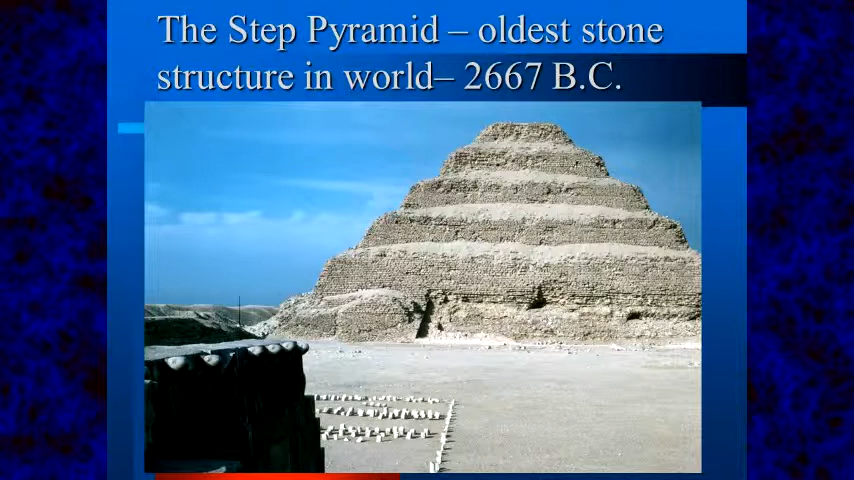 The Step Pyramid – oldest stone
structure in world– 2667 B.C.